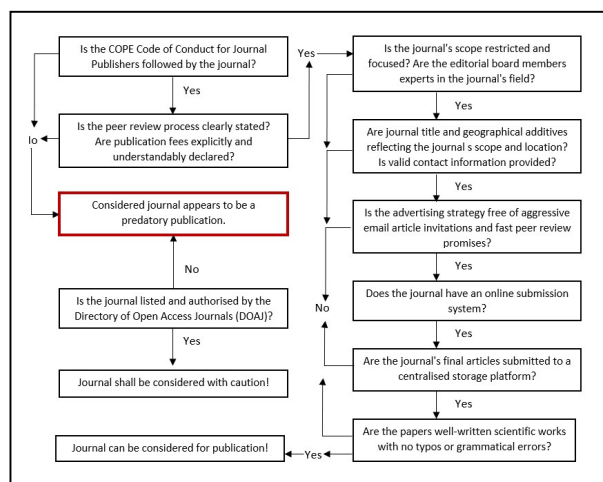 Is the COPE Code of Conduct for Journal
Publishers followed by the journal?
Yes
Is the peer review process clearly stated?
Are publication fees explicitly and
understandably declared?
Io
Yes
Considered journal appears to be a
predatory publication.
No
Is the journal listed and authorised by the
Directory of Open Access Journals (DOAJ)?
Yes
Journal shall be considered with caution!
Is the journal's scope restricted and
focused? Are the editorial board members
experts in the journal's field?
Yes
Are journal title and geographical additives
reflecting the journal s scope and location?
Is valid contact information provided?
Yes
Is the advertising strategy free of aggressive
email article invitations and fast peer review
promises?
Yes
No
Does the journal have an online submission
system?
Yes
Are the journal's final articles submitted to a
centralised storage platform?
Yes
Are the papers well-written scientific works
with no typos or grammatical errors?
Yes
Journal can be considered for publication!